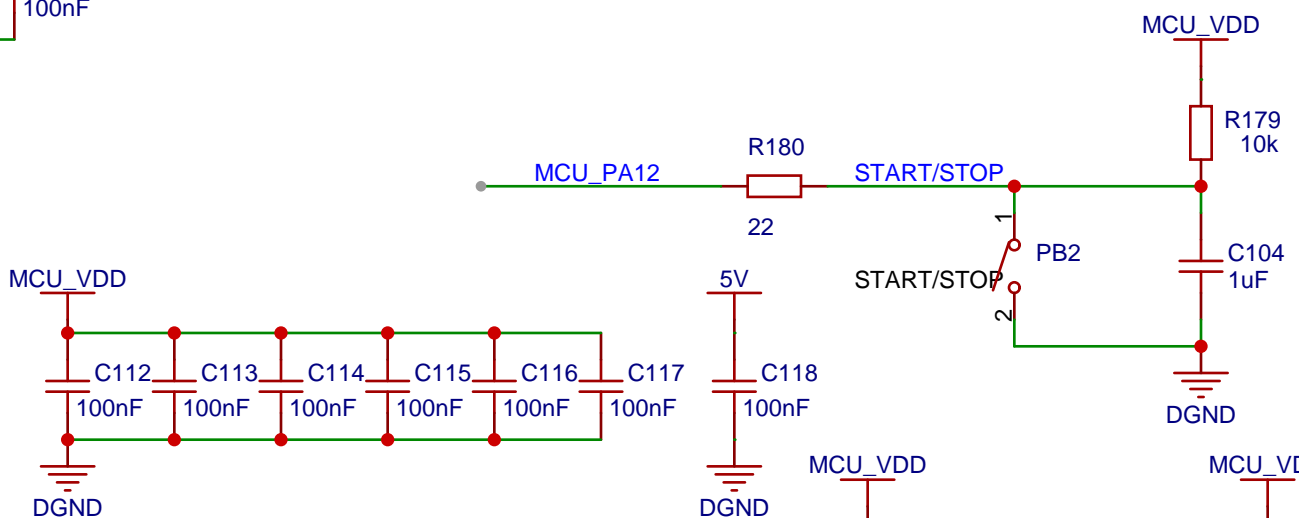 100nF
MCU_VDD
R179
10k
R180
MCU_PA12
START/STOP
22
1
PB2
START/STOP
2
C104
1uF
DGND
MCU_VDD
5V
C112
100nF
C113
100nF
C114
100nF
C115
100nF
C116
100nF
C117
100nF
C118
100nF
DGND
DGND
MCU_VDD
MCU_VD